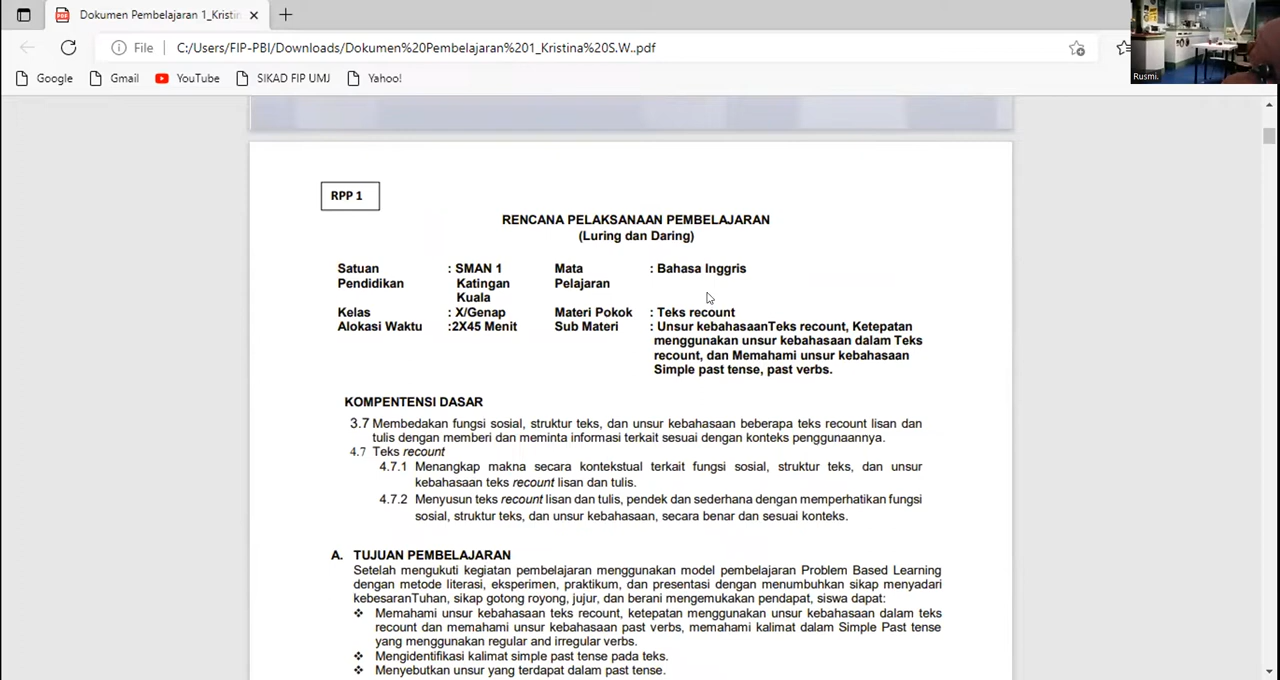 Dokumen Pembelajaran 1_Kristin
File C:/Users/FIP-PBI/Downloads/Dokumen%20Pembelajaran%201_Kristina%20S.W..pdf
Google Gmail YouTube SIKAD FIP UMJ Yahoo!
Rusmi.
RPP 1
RENCANA PELAKSANAAN PEMBELAJARAN
(Luring dan Daring)
Satuan Pendidikan : SMAN 1 Katingan Kuala
Mata Pelajaran : Bahasa Inggris
Kelas : X/Genap
Materi Pokok : Teks recount
Alokasi Waktu :2X45 Menit
Sub Materi : Unsur kebahasaanTeks recount, Ketepatan
menggunakan unsur kebahasaan dalam Teks
recount, dan Memahami unsur kebahasaan
Simple past tense, past verbs.
KOMPENTENSI DASAR
3.7 Membedakan fungsi sosial, struktur teks, dan unsur kebahasaan beberapa teks recount lisan dan
tulis dengan memberi dan meminta informasi terkait sesuai dengan konteks penggunaannya.
4.7 Teks recount
4.7.1 Menangkap makna secara kontekstual terkait fungsi sosial, struktur teks, dan unsur
kebahasaan teks recount lisan dan tulis.
4.7.2 Menyusun teks recount lisan dan tulis, pendek dan sederhana dengan memperhatikan fungsi
sosial, struktur teks, dan unsur kebahasaan, secara benar dan sesuai konteks.
A. TUJUAN PEMBELAJARAN
Setelah mengukuti kegiatan pembelajaran menggunakan model pembelajaran Problem Based Learning
dengan metode literasi, eksperimen, praktikum, dan presentasi dengan menumbuhkan sikap menyadari
kebesaranTuhan, sikap gotong royong, jujur, dan berani mengemukakan pendapat, siswa dapat:
❖ Memahami unsur kebahasaan teks recount, ketepatan menggunakan unsur kebahasaan dalam teks
recount dan memahami unsur kebahasaan past verbs, memahami kalimat dalam Simple Past tense
yang menggunakan regular and irregular verbs.
❖ Mengidentifikasi kalimat simple past tense pada teks.
❖ Menyebutkan unsur yang terdapat dalam past tense.